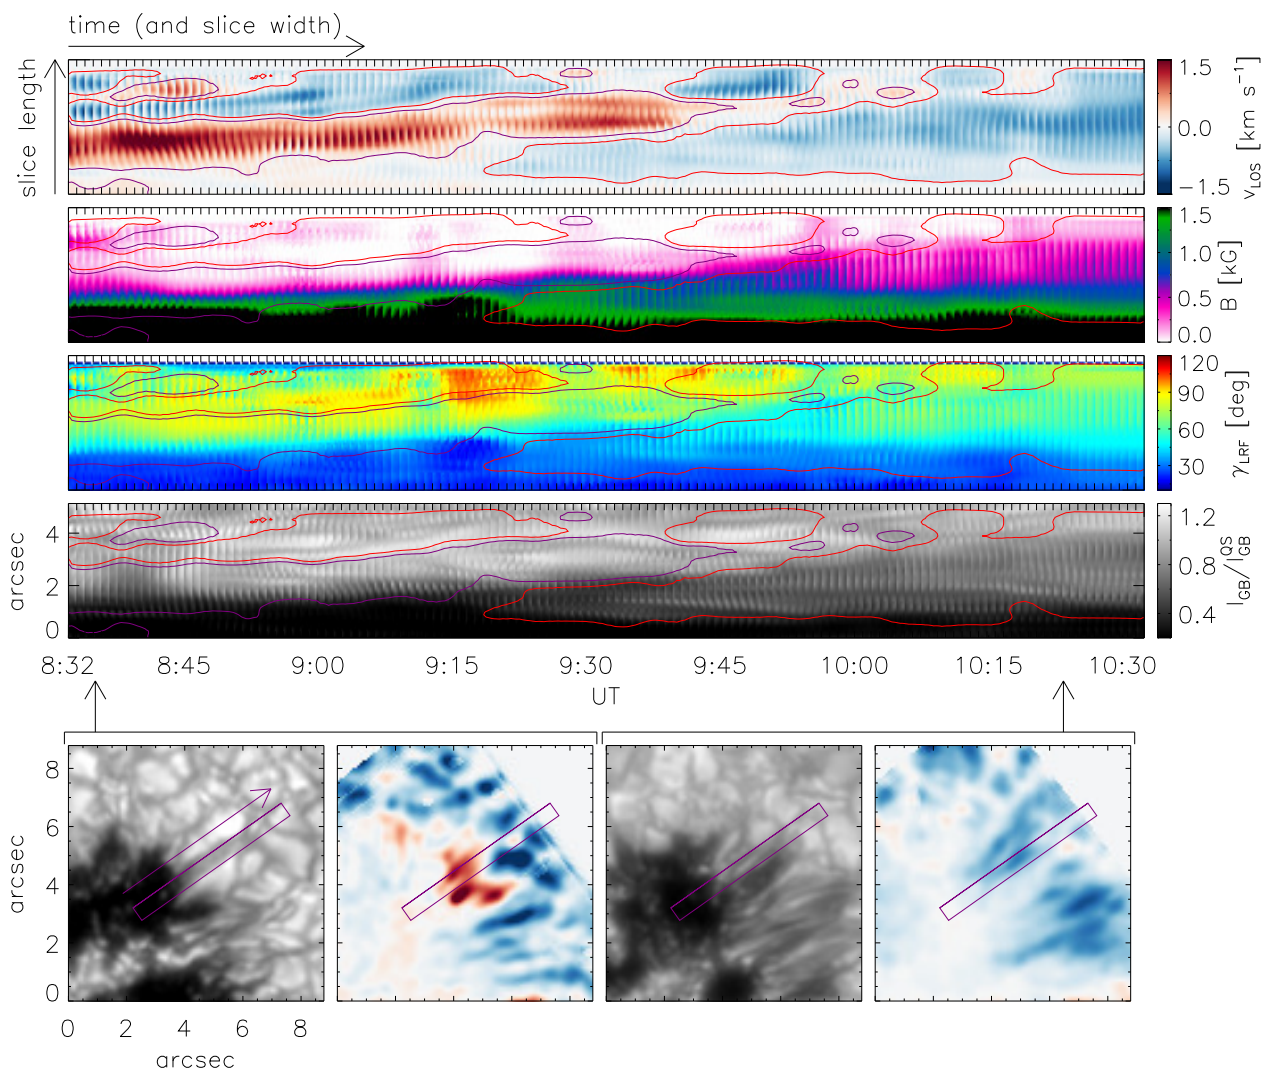 time (and slice width)
slice length
1.5
0.0
−1.5
v_LOS [km s⁻¹]
1.5
1.0
0.5
0.0
B [kG]
120
90
60
30
γ_LRF [deg]
4
2
0
arcsec
1.2
0.8
0.4
I_GB/I_GB^QS
8:32 8:45 9:00 9:15 9:30 9:45 10:00 10:15 10:30
UT
8
6
4
2
0
arcsec
0 2 4 6 8
arcsec